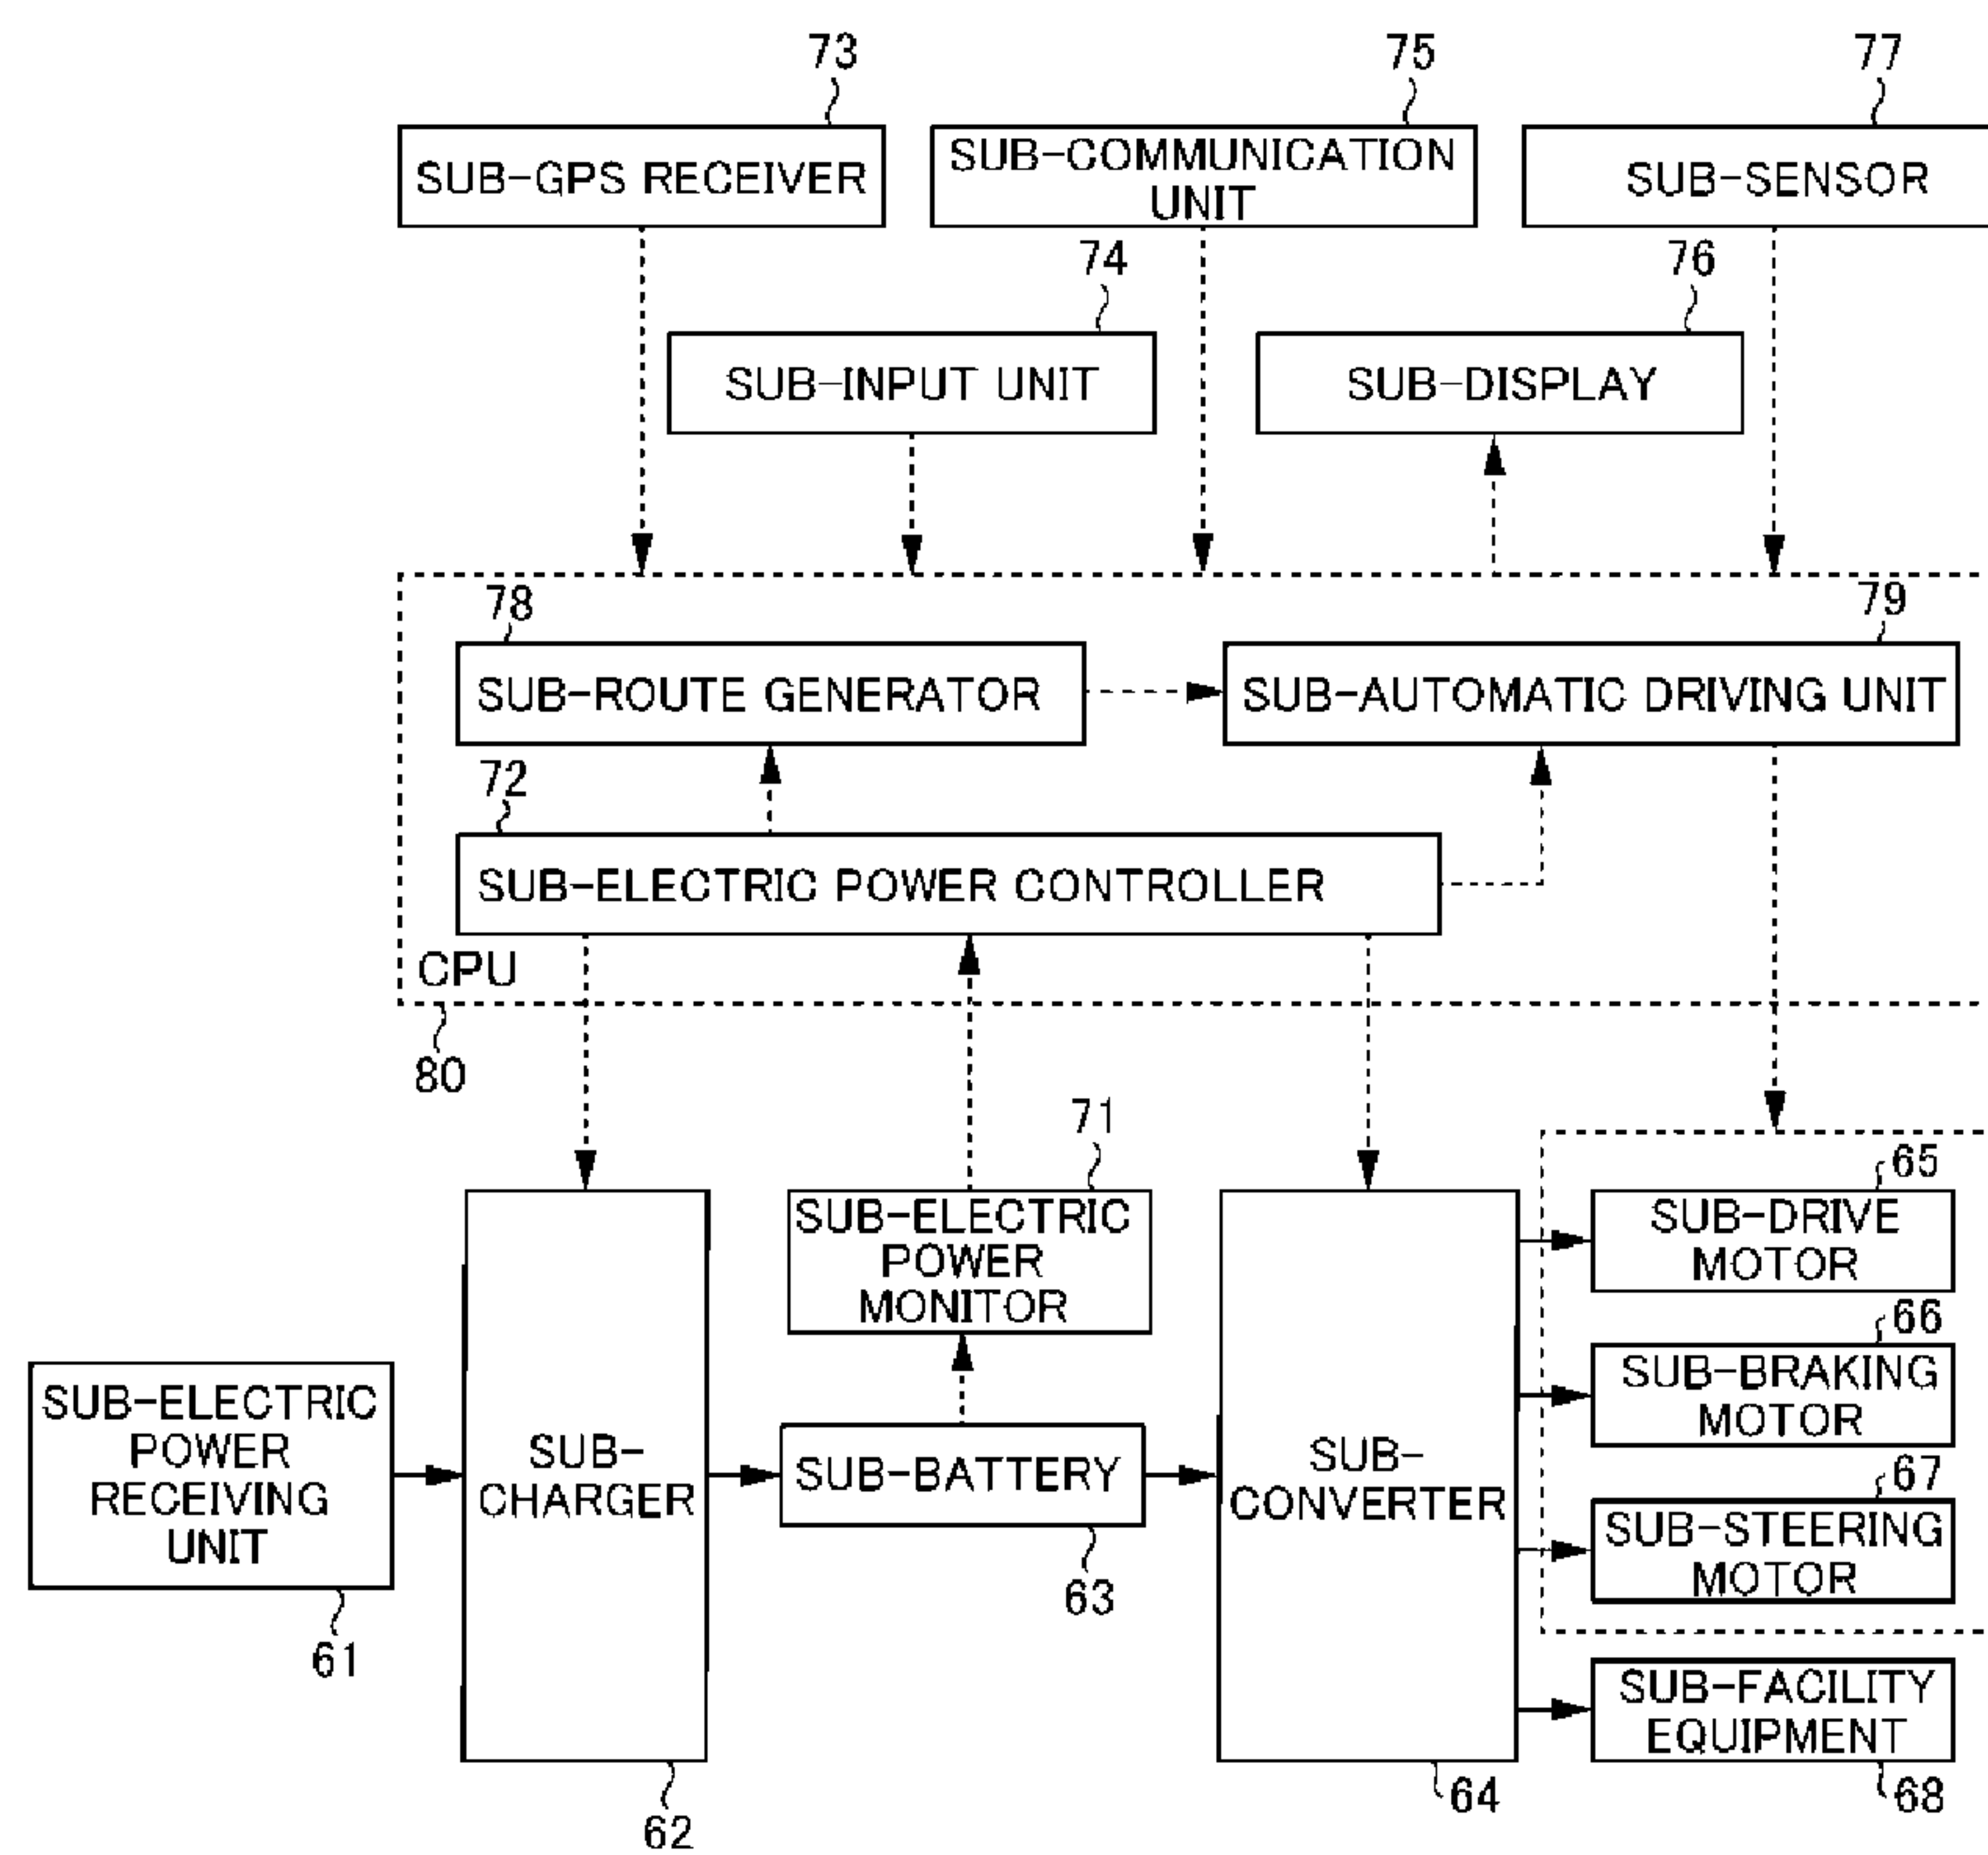 73
75
77
SUB-GPS RECEIVER
SUB-COMMUNICATION
UNIT
SUB-SENSOR
74
76
SUB-INPUT UNIT
SUB-DISPLAY
78
79
SUB-ROUTE GENERATOR
SUB-AUTOMATIC DRIVING UNIT
72
SUB-ELECTRIC POWER CONTROLLER
CPU
80
71
65
SUB-ELECTRIC
POWER
MONITOR
SUB-DRIVE
MOTOR
66
SUB-BRAKING
MOTOR
SUB-ELECTRIC
POWER
RECEIVING
UNIT
SUB-
CHARGER
SUB-BATTERY
SUB-
CONVERTER
67
SUB-STEERING
MOTOR
63
61
SUB-FACILITY
EQUIPMENT
62
64
68